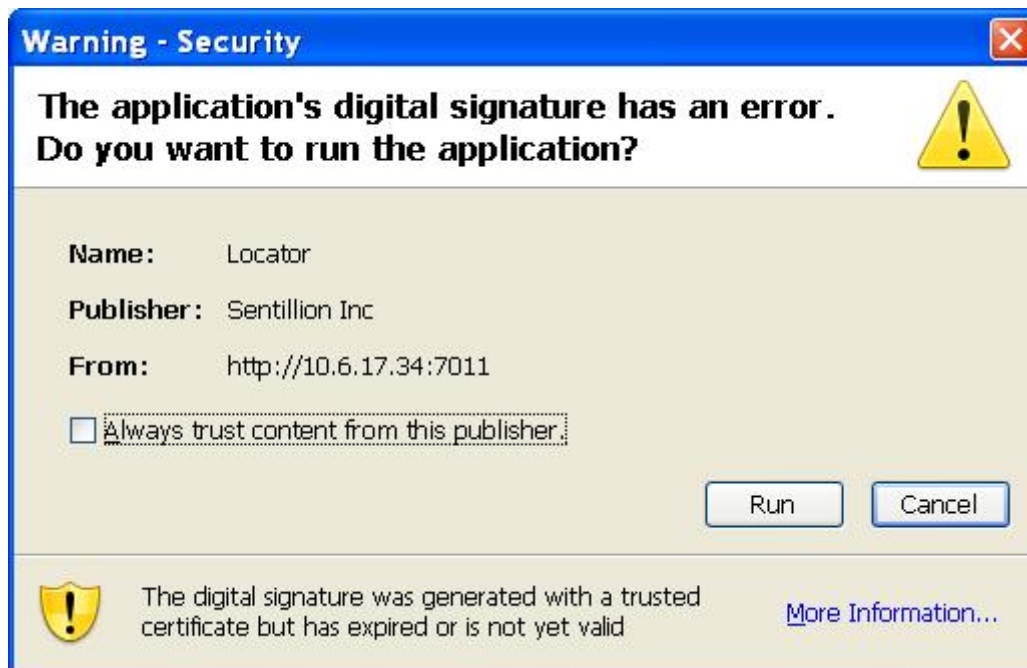 Warning - Security
The application's digital signature has an error.
Do you want to run the application?
Name: Locator
Publisher: Sentillion Inc
From: http://10.6.17.34:7011
Always trust content from this publisher.
Run Cancel
The digital signature was generated with a trusted
certificate but has expired or is not yet valid
More Information...